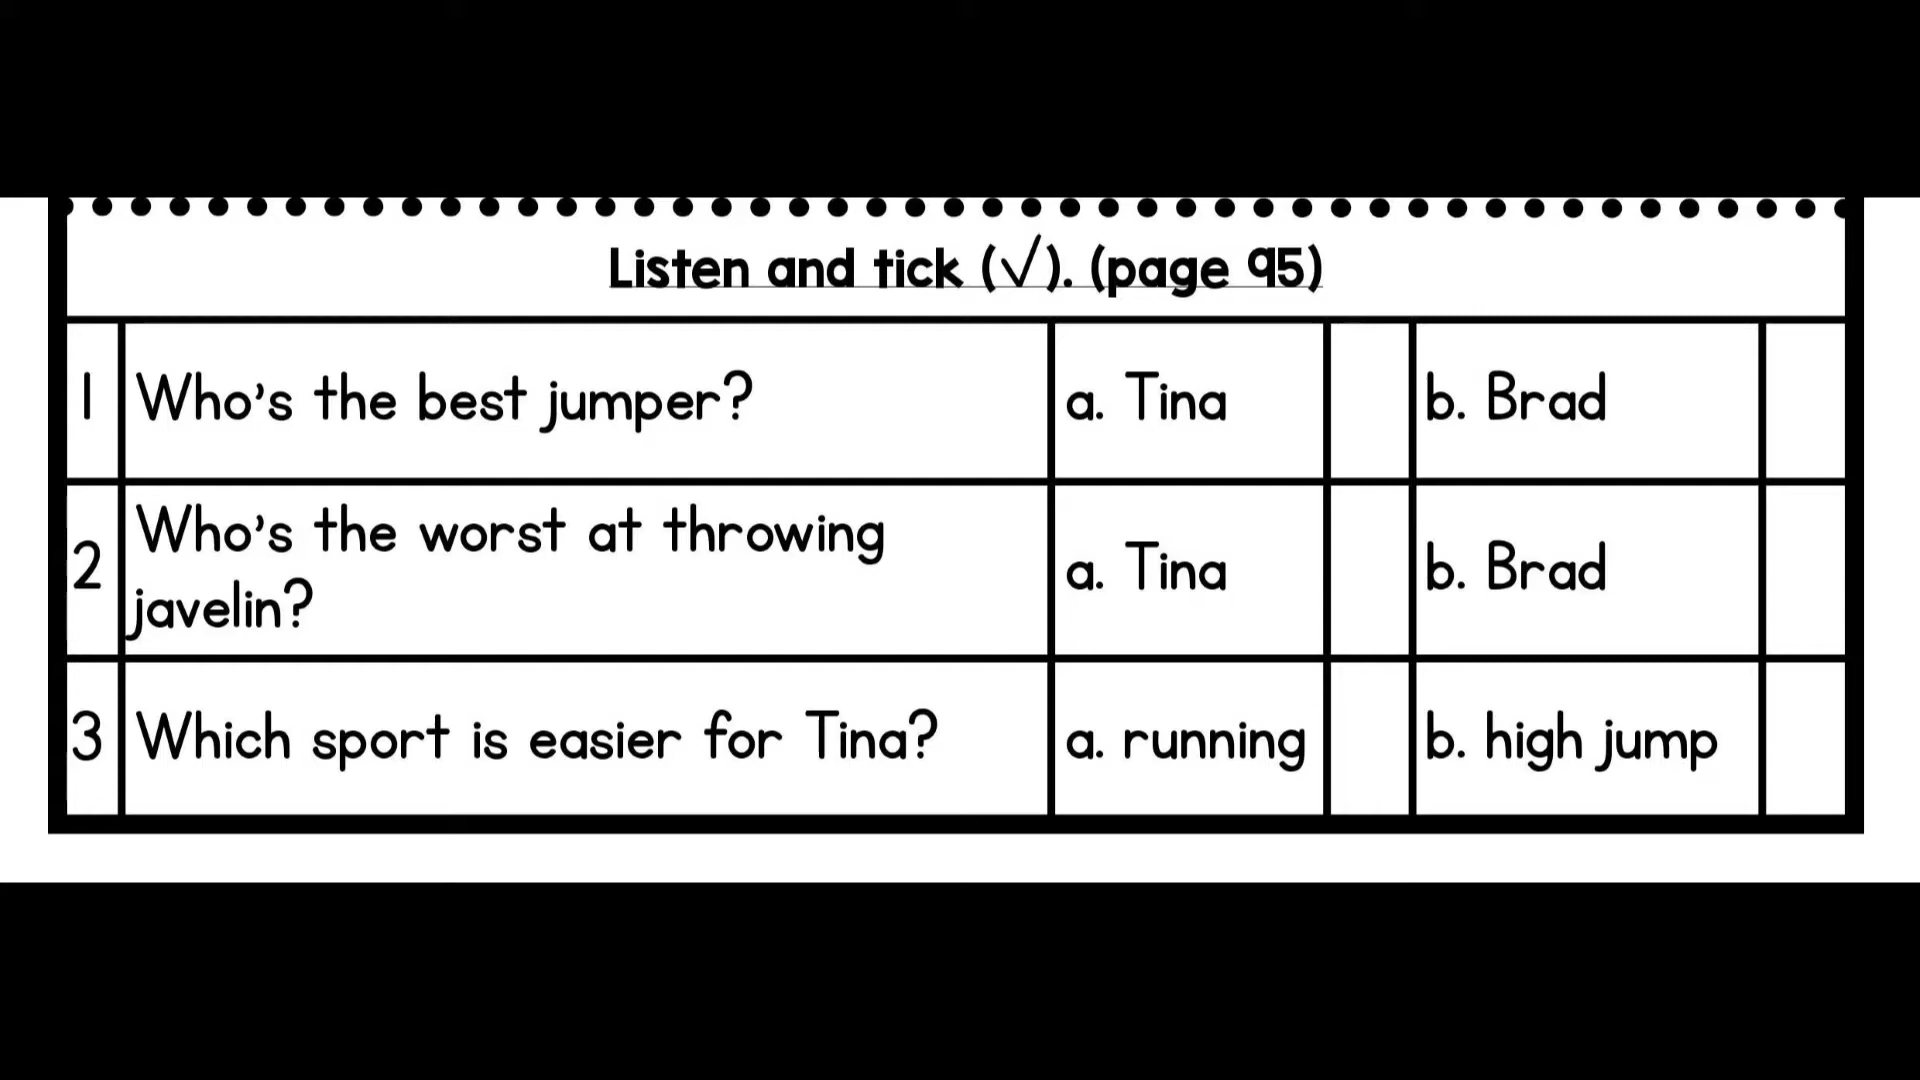 Listen and tick (√). (page 95)
1 Who's the best jumper? a. Tina b. Brad
2 Who's the worst at throwing
javelin? a. Tina b. Brad
3 Which sport is easier for Tina? a. running b. high jump